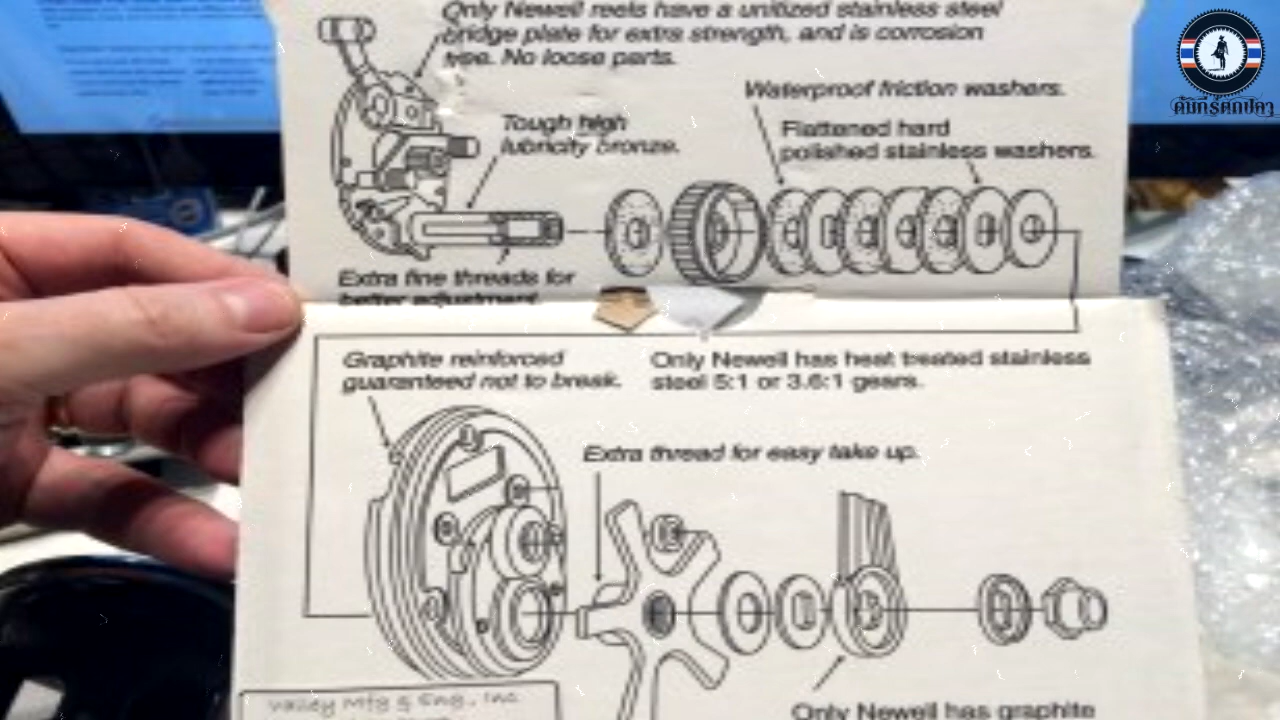 Only Newell reels have a unitized stainless steel
bridge plate for extra strength, and is corrosion
free. No loose parts.
Waterproof friction washers.
Tough high
lubricity bronze.
Flattened hard
polished stainless washers.
Extra fine threads for
better adjustment
Graphite reinforced
guaranteed not to break.
Only Newell has heat treated stainless
steel 5:1 or 3.6:1 gears.
Extra thread for easy take up.
Valley Mfg & Eng., Inc
Only Newell has graphite